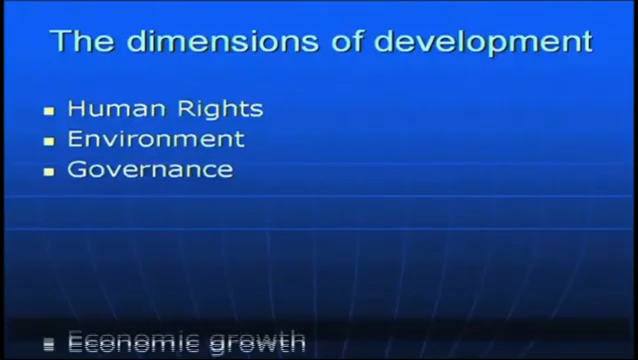 The dimensions of development
Human Rights
Environment
Governance
Economic growth